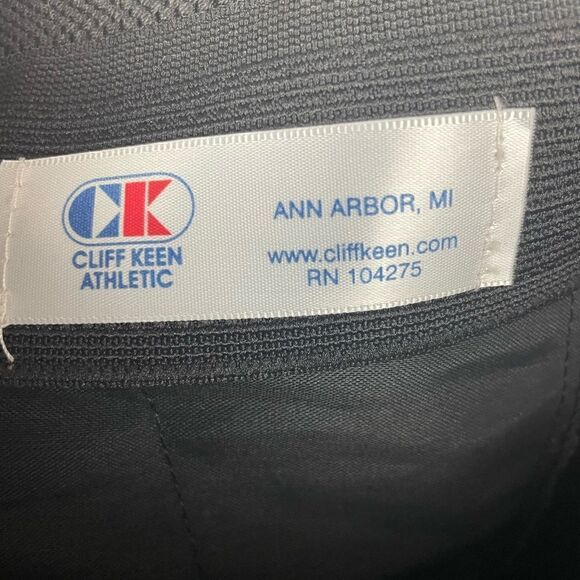 CK
CLIFF KEEN
ATHLETIC
ANN ARBOR, MI
www.cliffkeen.com
RN 104275